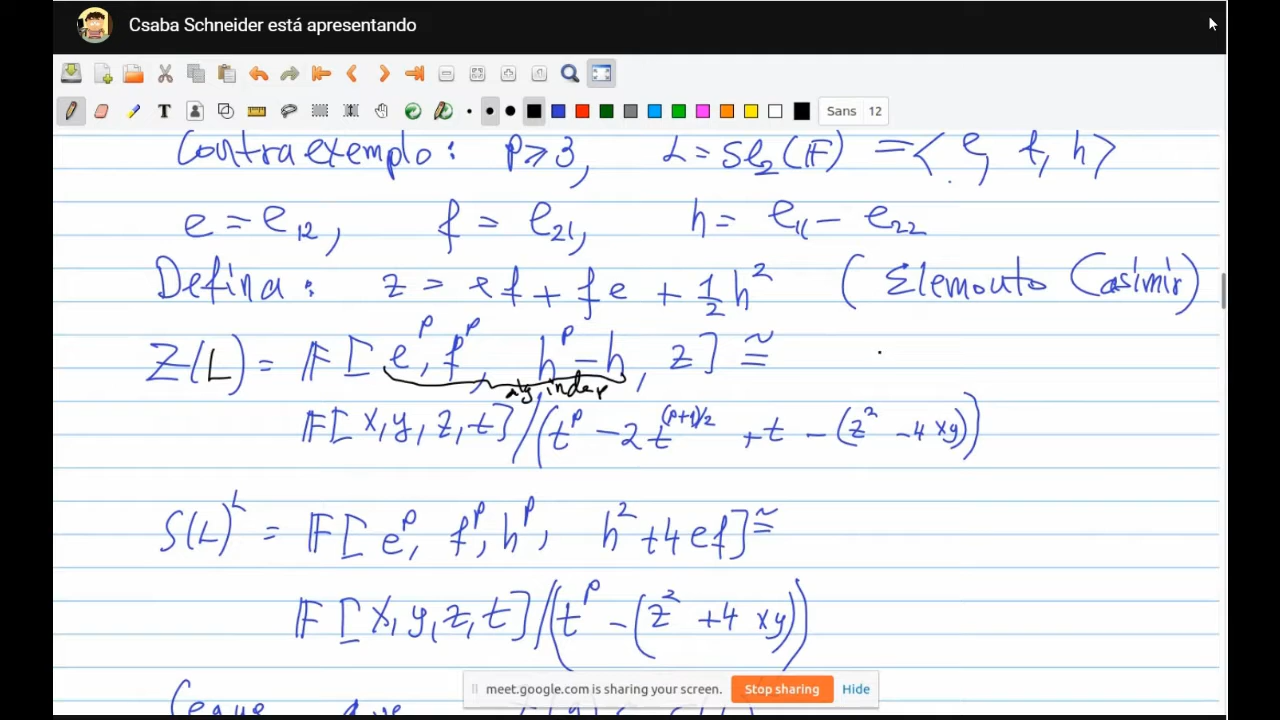 Csaba Schneider está apresentando
Sans 12
Contraexemplo: p ≥ 3, L = Sl₂(𝔽) = ⟨e, f, h⟩
e = e₁₂, f = e₂₁, h = e₁₁ − e₂₂
Defina: z = ef + fe + ½h² (Elemento Casimir)
Z(L) = 𝔽[e^p, f^p, h^p − h, z] ≅
alg indep
𝔽[x, y, z, t]/(t^p − 2t^{(p+1)/2} + t − (z² − 4xy))
S(L)^L = 𝔽[e^p, f^p, h^p, h² + 4ef] ≅
𝔽[x, y, z, t]/(t^p − (z² + 4xy))
meet.google.com is sharing your screen. Stop sharing Hide